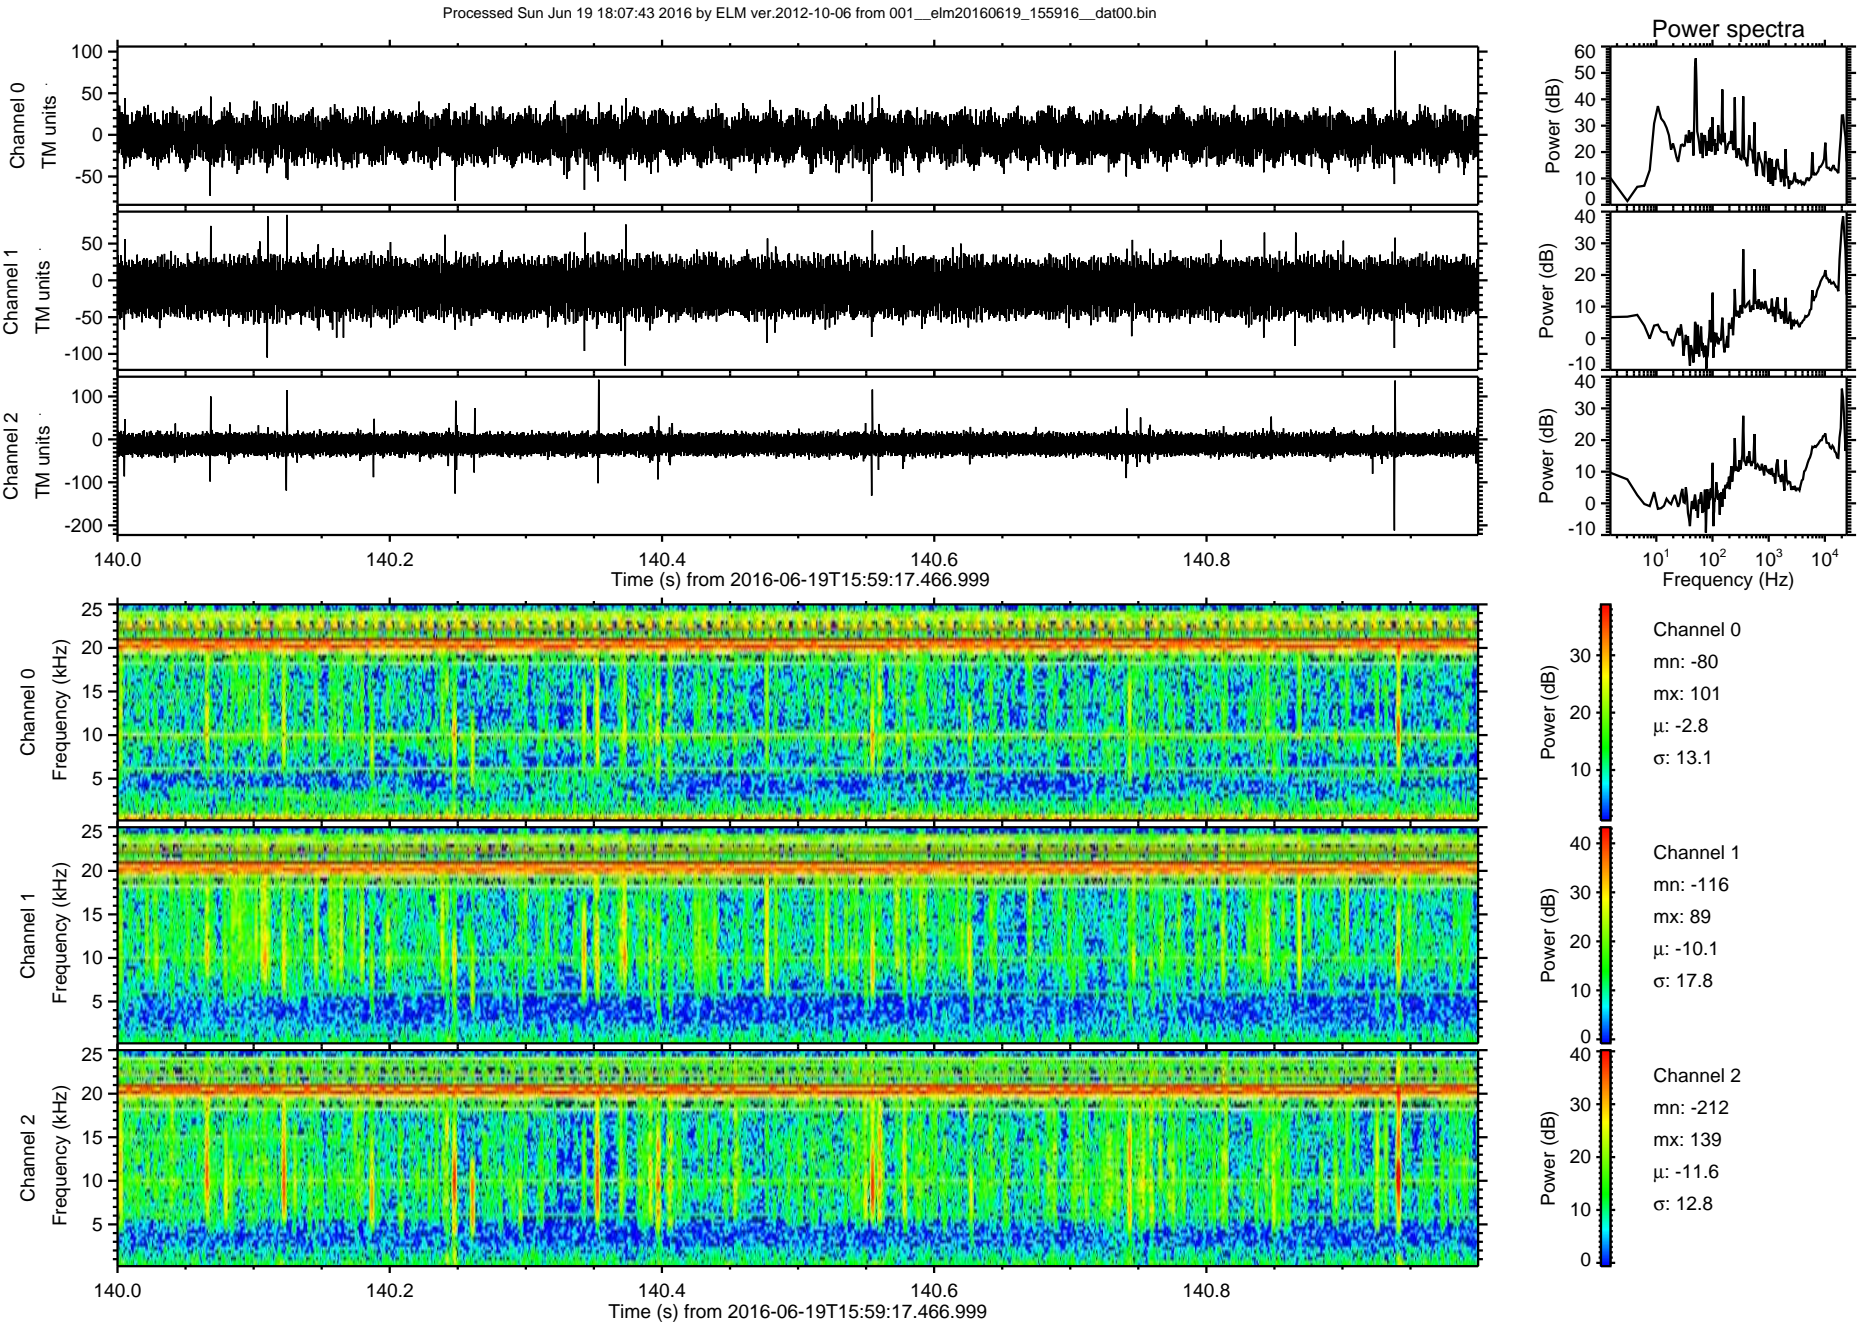 Processed Sun Jun 19 18:07:43 2016 by ELM ver.2012-10-06 from 001__elm20160619_155916__dat00.bin
Power spectra
Channel 0
TM units
100
50
0
-50
Power (dB)
60
50
40
30
20
10
0
Channel 1
TM units
50
0
-50
-100
Power (dB)
40
30
20
10
0
-10
Channel 2
TM units
100
0
-100
-200
Power (dB)
40
30
20
10
0
-10
140.0 140.2 140.4 140.6 140.8
Time (s) from 2016-06-19T15:59:17.466.999
10¹ 10² 10³ 10⁴
Frequency (Hz)
Channel 0
Frequency (kHz)
25
20
15
10
5
Power (dB)
30
20
10
Channel 0
mn: -80
mx: 101
μ: -2.8
σ: 13.1
Channel 1
Frequency (kHz)
25
20
15
10
5
Power (dB)
40
30
20
10
0
Channel 1
mn: -116
mx: 89
μ: -10.1
σ: 17.8
Channel 2
Frequency (kHz)
25
20
15
10
5
Power (dB)
40
30
20
10
0
Channel 2
mn: -212
mx: 139
μ: -11.6
σ: 12.8
140.0 140.2 140.4 140.6 140.8
Time (s) from 2016-06-19T15:59:17.466.999